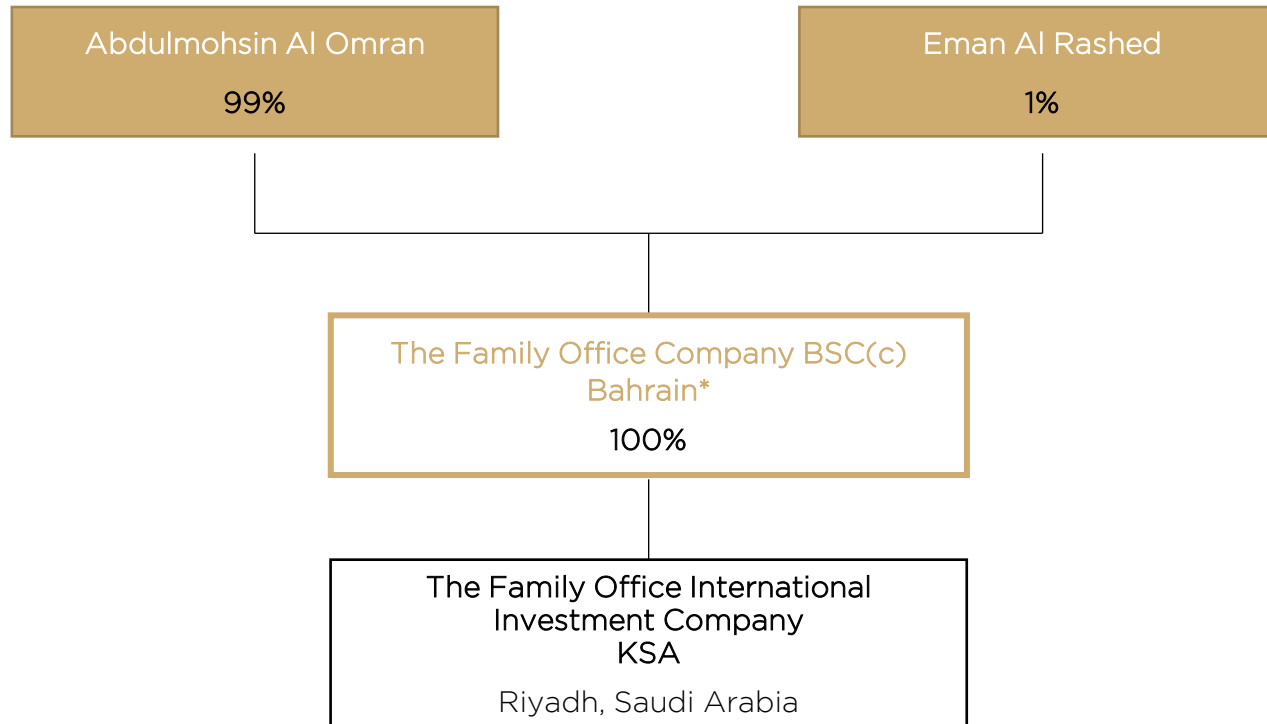 Abdulmohsin Al Omran
99%
Eman Al Rashed
1%
The Family Office Company BSC(c)
Bahrain*
100%
The Family Office International
Investment Company
KSA
Riyadh, Saudi Arabia